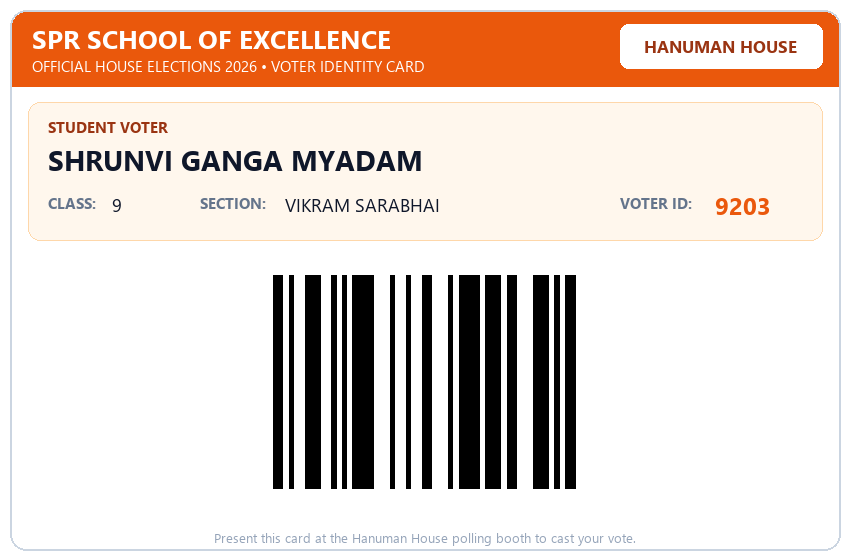 SPR SCHOOL OF EXCELLENCE
OFFICIAL HOUSE ELECTIONS 2026 • VOTER IDENTITY CARD
HANUMAN HOUSE
STUDENT VOTER
SHRUNVI GANGA MYADAM
CLASS: 9 SECTION: VIKRAM SARABHAI VOTER ID: 9203
Present this card at the Hanuman House polling booth to cast your vote.